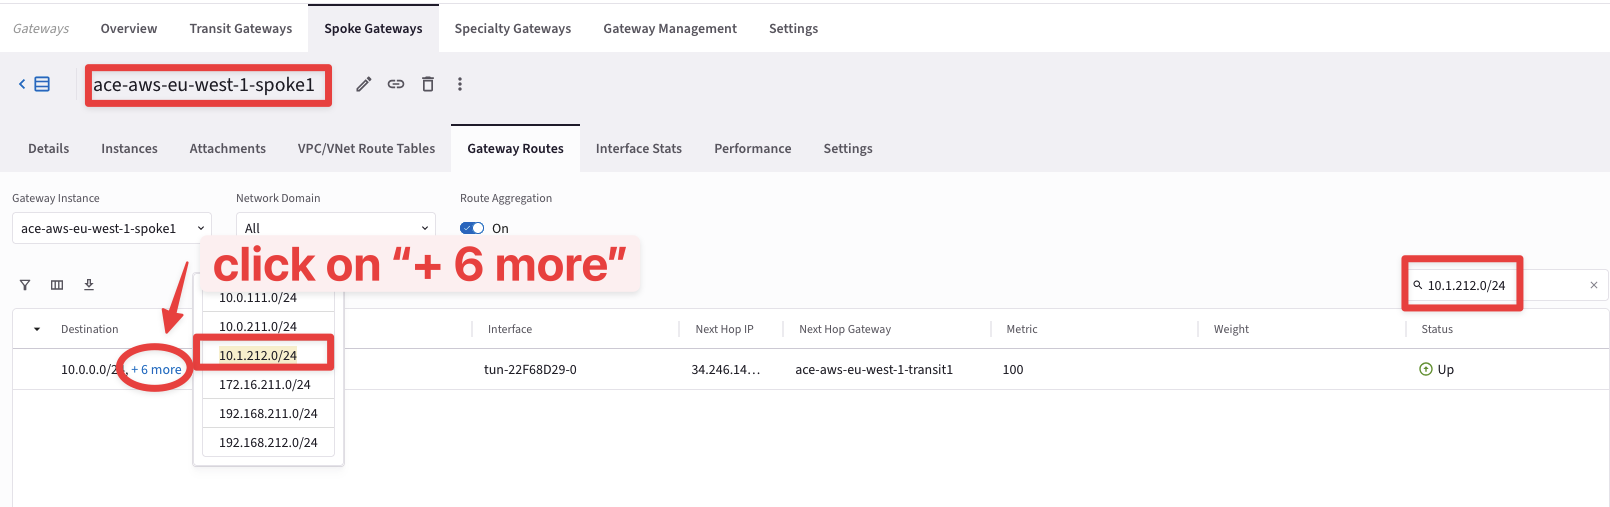 Gateways Overview Transit Gateways Spoke Gateways Specialty Gateways Gateway Management Settings
ace-aws-eu-west-1-spoke1
Details Instances Attachments VPC/VNet Route Tables Gateway Routes Interface Stats Performance Settings
Gateway Instance Network Domain Route Aggregation
ace-aws-eu-west-1-spoke1 All On
click on “+ 6 more”
10.1.212.0/24
10.0.111.0/24
10.0.211.0/24
10.1.212.0/24
172.16.211.0/24
192.168.211.0/24
192.168.212.0/24
Destination Interface Next Hop IP Next Hop Gateway Metric Weight Status
10.0.0.0/2 , + 6 more tun-22F68D29-0 34.246.14... ace-aws-eu-west-1-transit1 100 Up